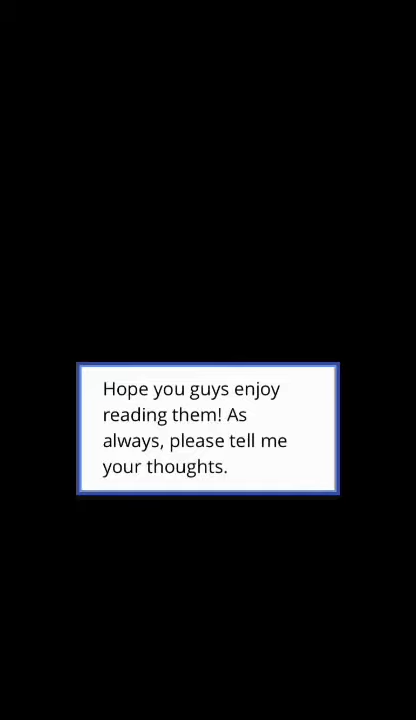 Hope you guys enjoy
reading them! As
always, please tell me
your thoughts.